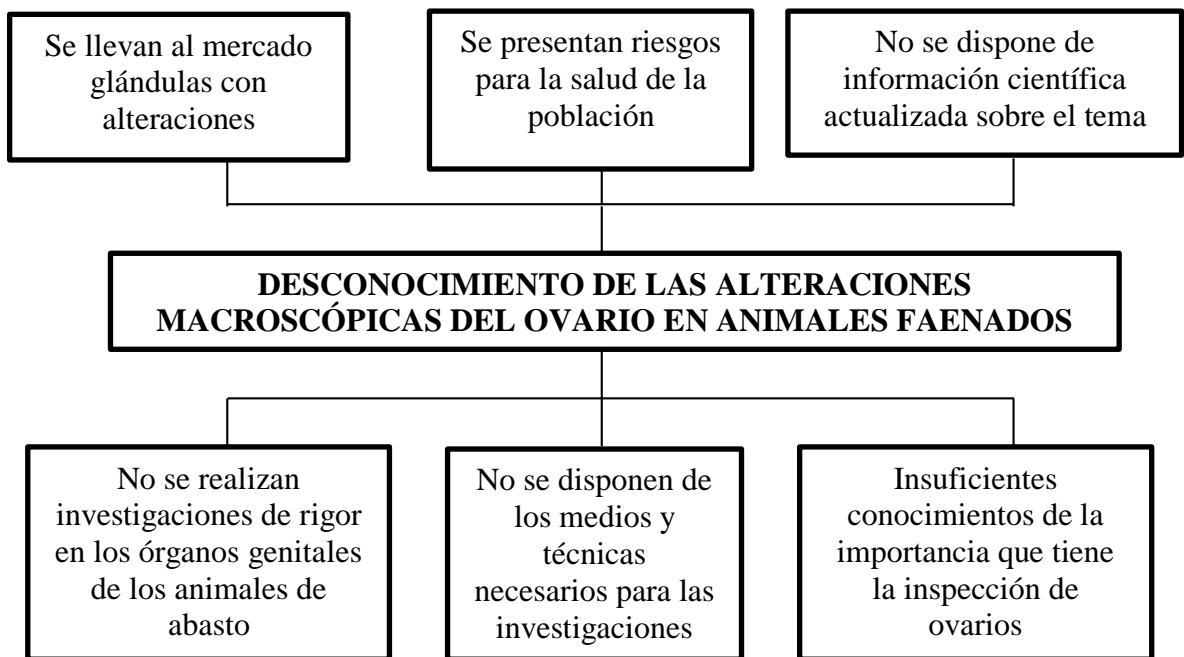 Se llevan al mercado
glándulas con
alteraciones
Se presentan riesgos
para la salud de la
población
No se dispone de
información científica
actualizada sobre el tema
DESCONOCIMIENTO DE LAS ALTERACIONES
MACROSCÓPICAS DEL OVARIO EN ANIMALES FAENADOS
No se realizan
investigaciones de rigor
en los órganos genitales
de los animales de
abasto
No se disponen de
los medios y
técnicas
necesarios para las
investigaciones
Insuficientes
conocimientos de la
importancia que tiene
la inspección de
ovarios